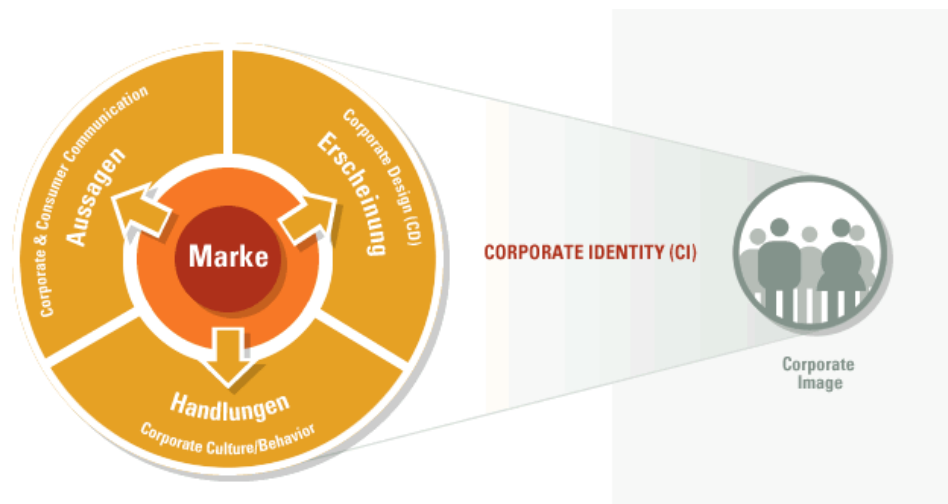 Corporate & Consumer Communication
Aussagen
Corporate Design (CD)
Erscheinung
Marke
Handlungen
Corporate Culture/Behavior
CORPORATE IDENTITY (CI)
Corporate
Image